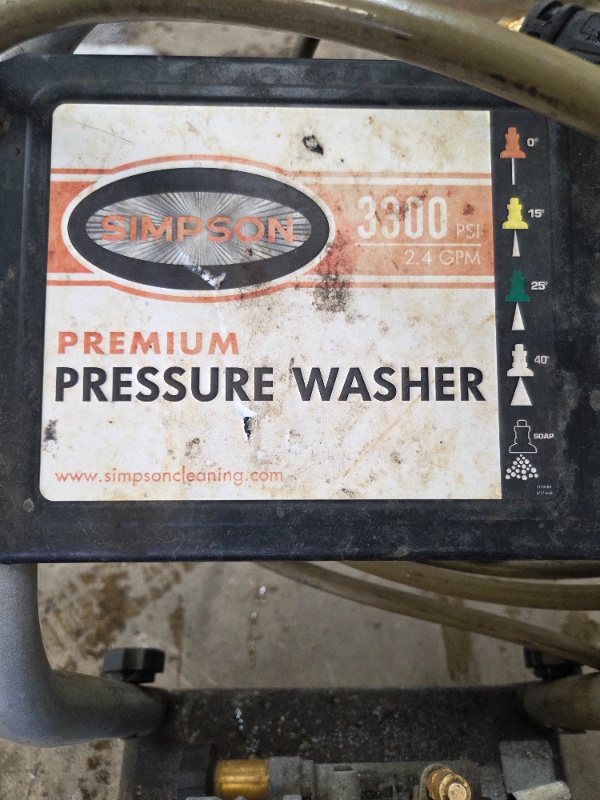 SIMPSON
3300 PSI
2.4 GPM
PREMIUM
PRESSURE WASHER
www.simpsoncleaning.com
0°
15°
25°
40°
SOAP